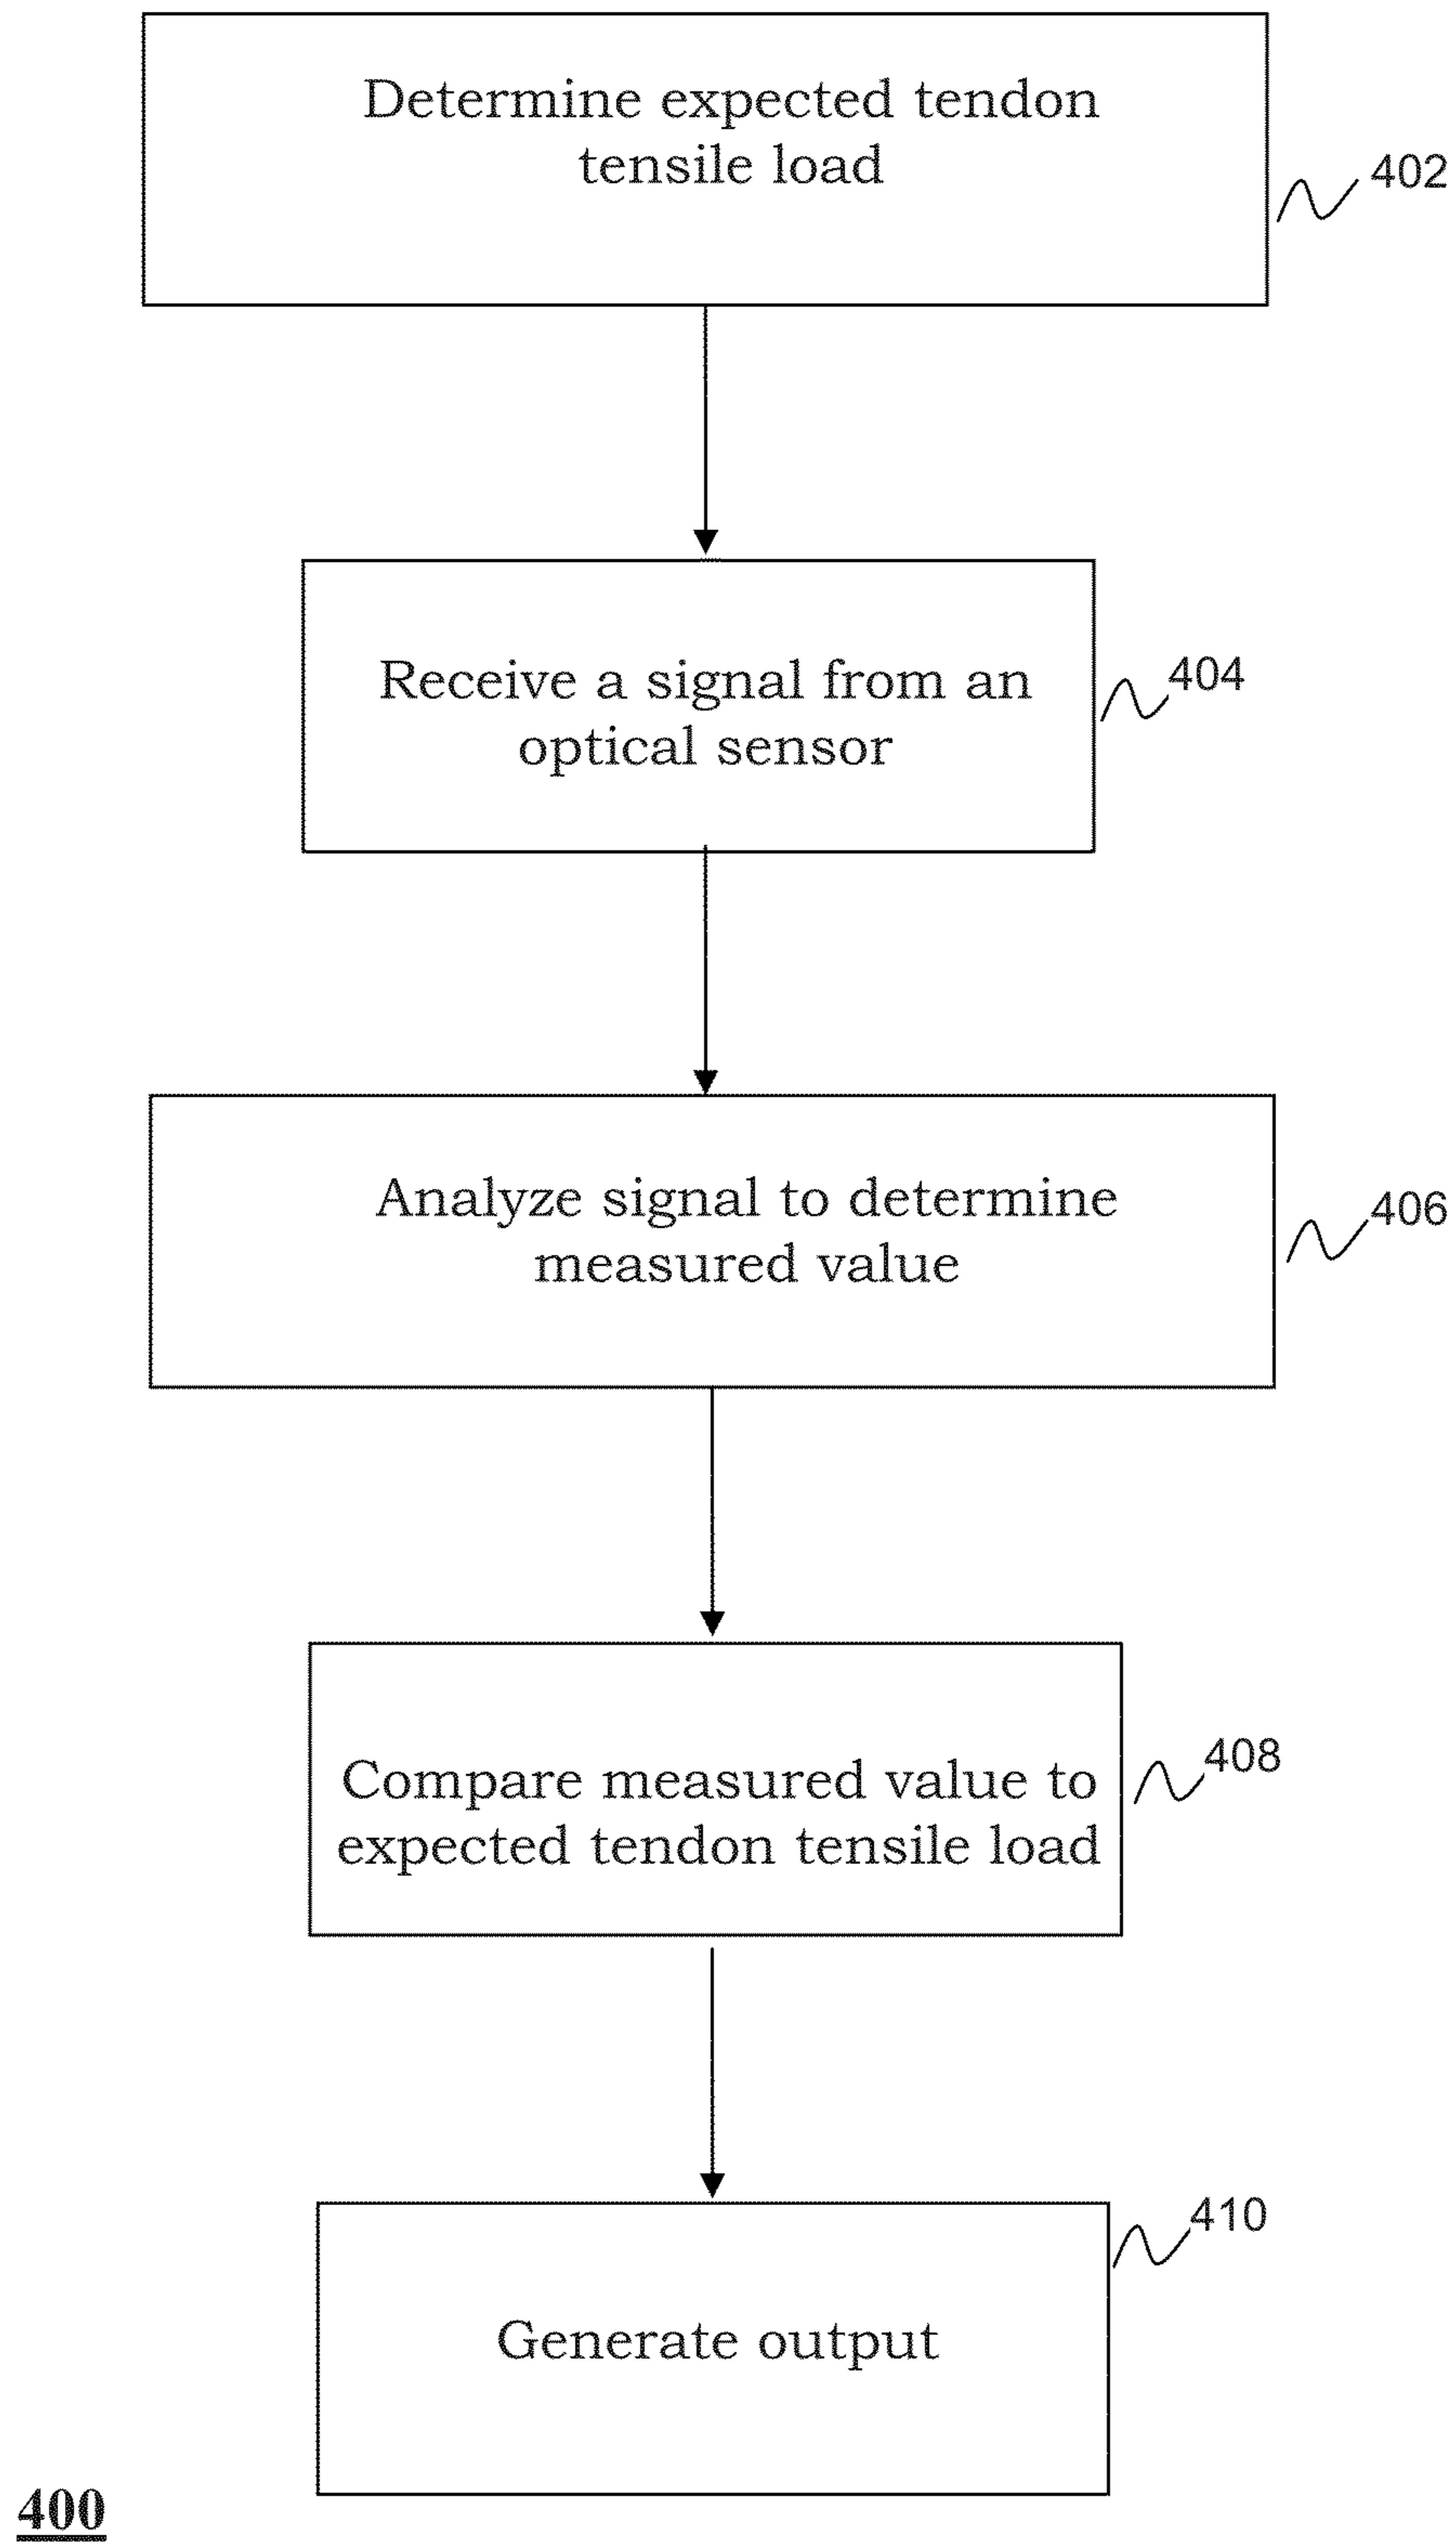 Determine expected tendon
tensile load
402
Receive a signal from an
optical sensor
404
Analyze signal to determine
measured value
406
Compare measured value to
expected tendon tensile load
408
Generate output
410
400